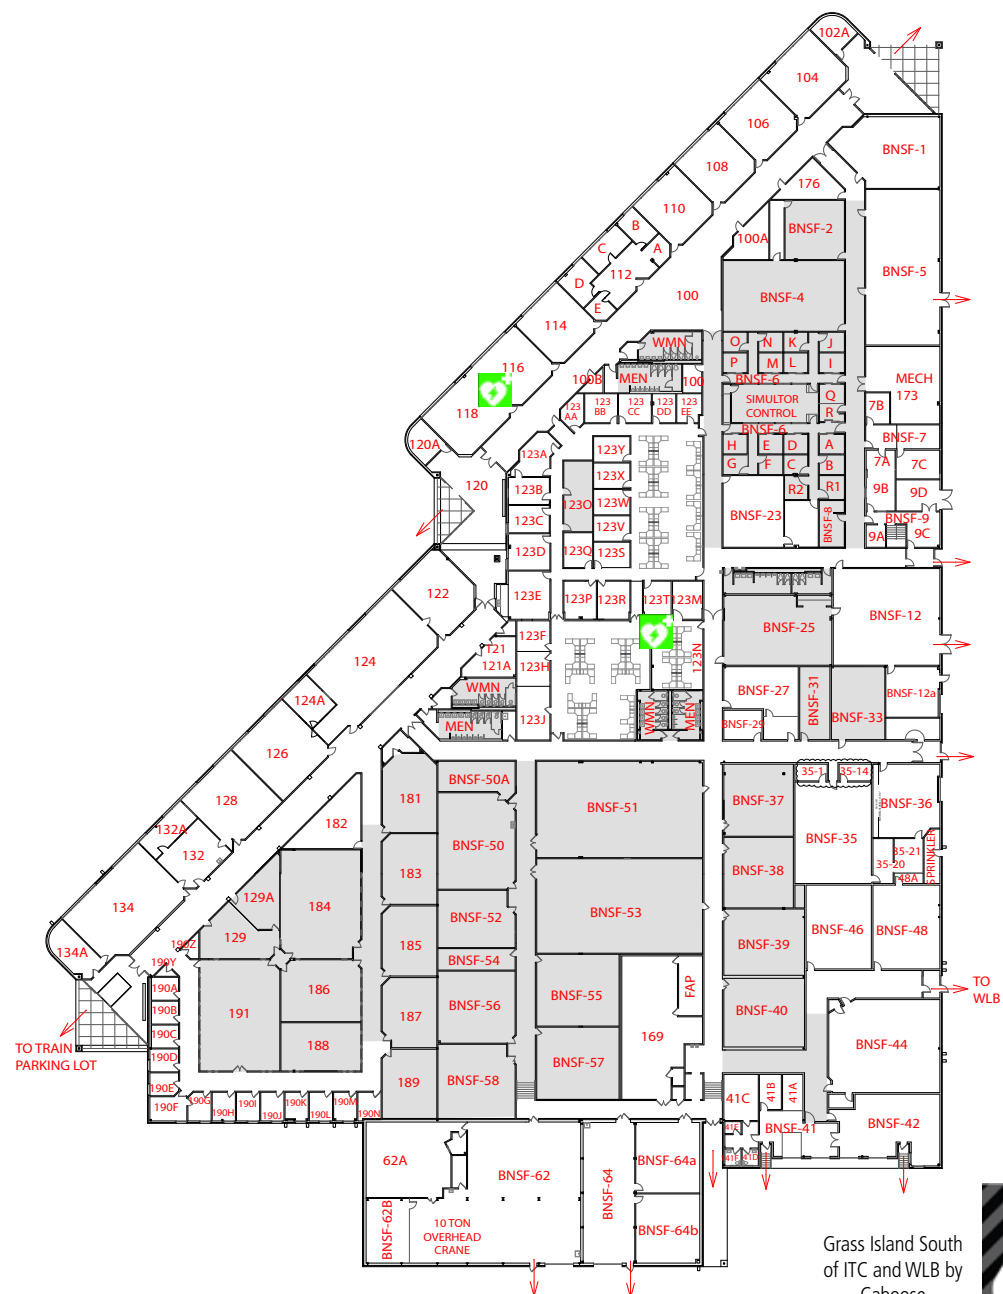 102A
104
106
BNSF-1
108
176
110
B
BNSF-2
A
C
100A
112
BNSF-5
D
100
BNSF-4
E
114
O
N
K
J
WMN
P
M
L
I
116
100B
MEN
100
BNSF-6
MECH
173
SIMULTOR
CONTROL
Q
R
7B
118
123
AA
123
BB
123
CC
123
DD
123
EE
BNSF-6
BNSF-7
120A
H
E
D
A
123A
123Y
G
F
C
B
7A
7C
120
123B
123X
R2
R1
9B
9D
123O
123W
123C
123V
BNSF-23
BNSF-8
BNSF-9
9A
9C
123D
123Q
123S
122
123E
123P
123R
123T
123M
BNSF-12
BNSF-25
123F
121
121A
123H
123N
124
BNSF-27
BNSF-31
BNSF-12a
WMN
124A
123J
WMN
MEN
BNSF-29
BNSF-33
MEN
126
35-1
35-14
BNSF-50A
BNSF-37
BNSF-36
128
181
BNSF-51
132A
182
BNSF-35
132
BNSF-50
35-21
35-20
SPRINKLER
183
BNSF-38
48A
129A
134
184
BNSF-52
BNSF-53
129
BNSF-39
BNSF-46
BNSF-48
190Z
185
134A
190Y
BNSF-54
190A
186
BNSF-55
FAP
TO
WLB
190B
191
187
BNSF-56
BNSF-40
190C
169
TO TRAIN
PARKING LOT
190D
188
BNSF-57
BNSF-44
190E
189
BNSF-58
41C
41B
41A
190F
190G
190H
190I
190J
190K
190L
190M
190N
41E
BNSF-41
BNSF-42
41F
41D
62A
BNSF-62
BNSF-64
BNSF-64a
BNSF-62B
10 TON
OVERHEAD
CRANE
BNSF-64b
Grass Island South
of ITC and WLB by
Caboose